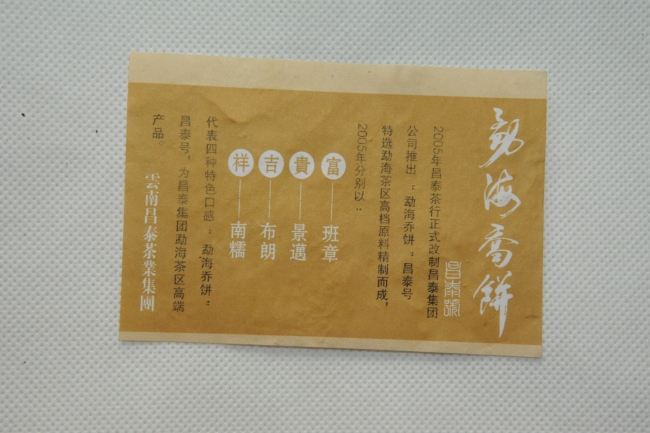 勐海喬餅
昌泰號
2005年昌泰茶行正式改制昌泰集团
公司推出：勐海乔饼。昌泰号
特选勐海茶区高档原料精制而成，
2005年分别以：
富——班章
貴——景邁
吉——布朗
祥——南糯
代表四种特色口感。勐海乔饼：
昌泰号，为昌泰集团勐海茶区高端
产品。
雲南昌泰茶業集團